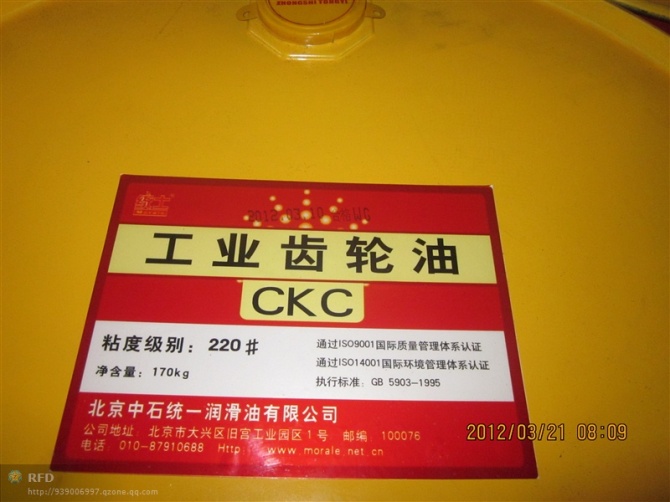 ZHONGSHI TONGYI
2012.03.10
工业齿轮油
CKC
粘度级别：220#
净含量：170kg
通过ISO9001国际质量管理体系认证
通过ISO14001国际环境管理体系认证
执行标准：GB 5903-1995
北京中石统一润滑油有限公司
公司地址：北京市大兴区旧宫工业园区1号 邮编 100076
电话：010-87910688 Http: www.morale.net.cn
2012/03/21 08:09
RFD
http://939006997.qzone.qq.com